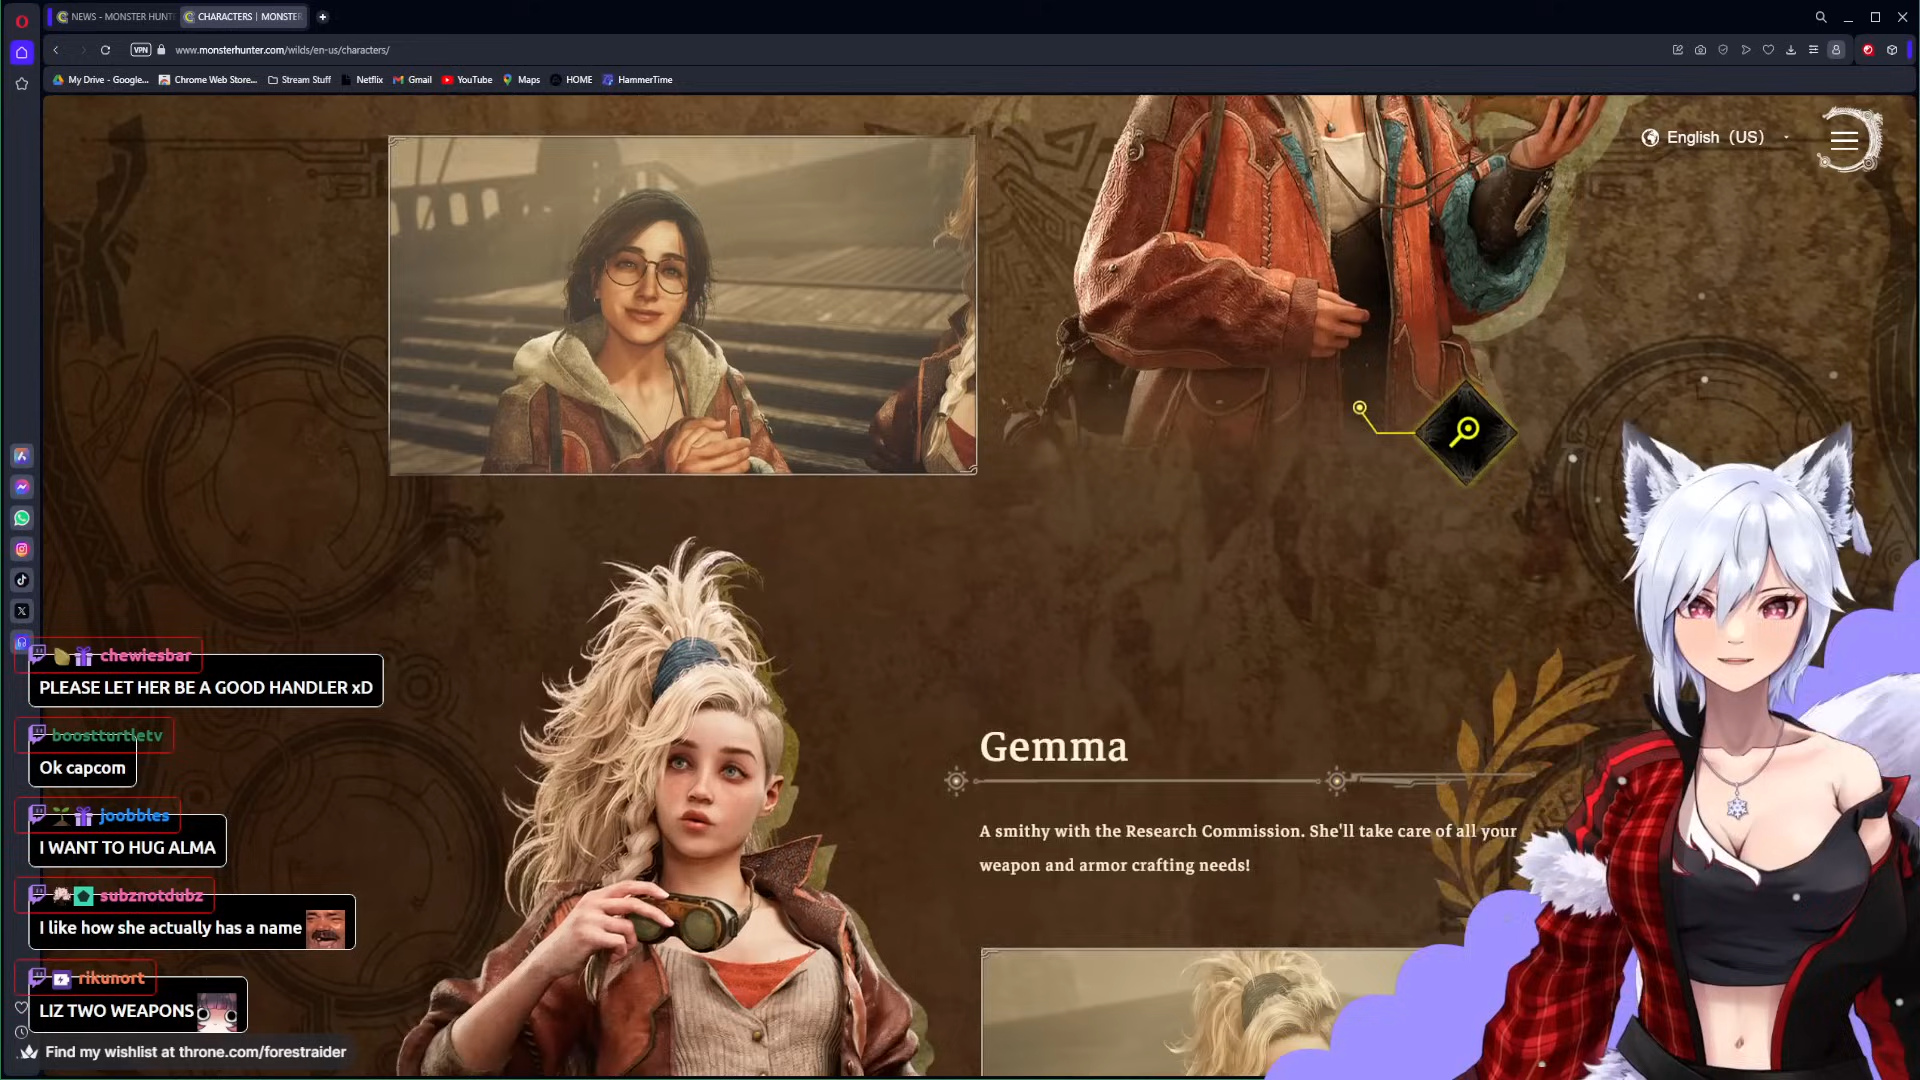 NEWS - MONSTER HUNT
CHARACTERS | MONSTER
VPN
www.monsterhunter.com/wilds/en-us/characters/
My Drive - Google...
Chrome Web Store...
Stream Stuff
Netflix
Gmail
YouTube
Maps
HOME
HammerTime
English (US)
Gemma
A smithy with the Research Commission. She'll take care of all your
weapon and armor crafting needs!
chewiesbar
PLEASE LET HER BE A GOOD HANDLER xD
boostturtletv
Ok capcom
joobbles
I WANT TO HUG ALMA
subznotdubz
I like how she actually has a name
rikunort
LIZ TWO WEAPONS
Find my wishlist at throne.com/forestraider